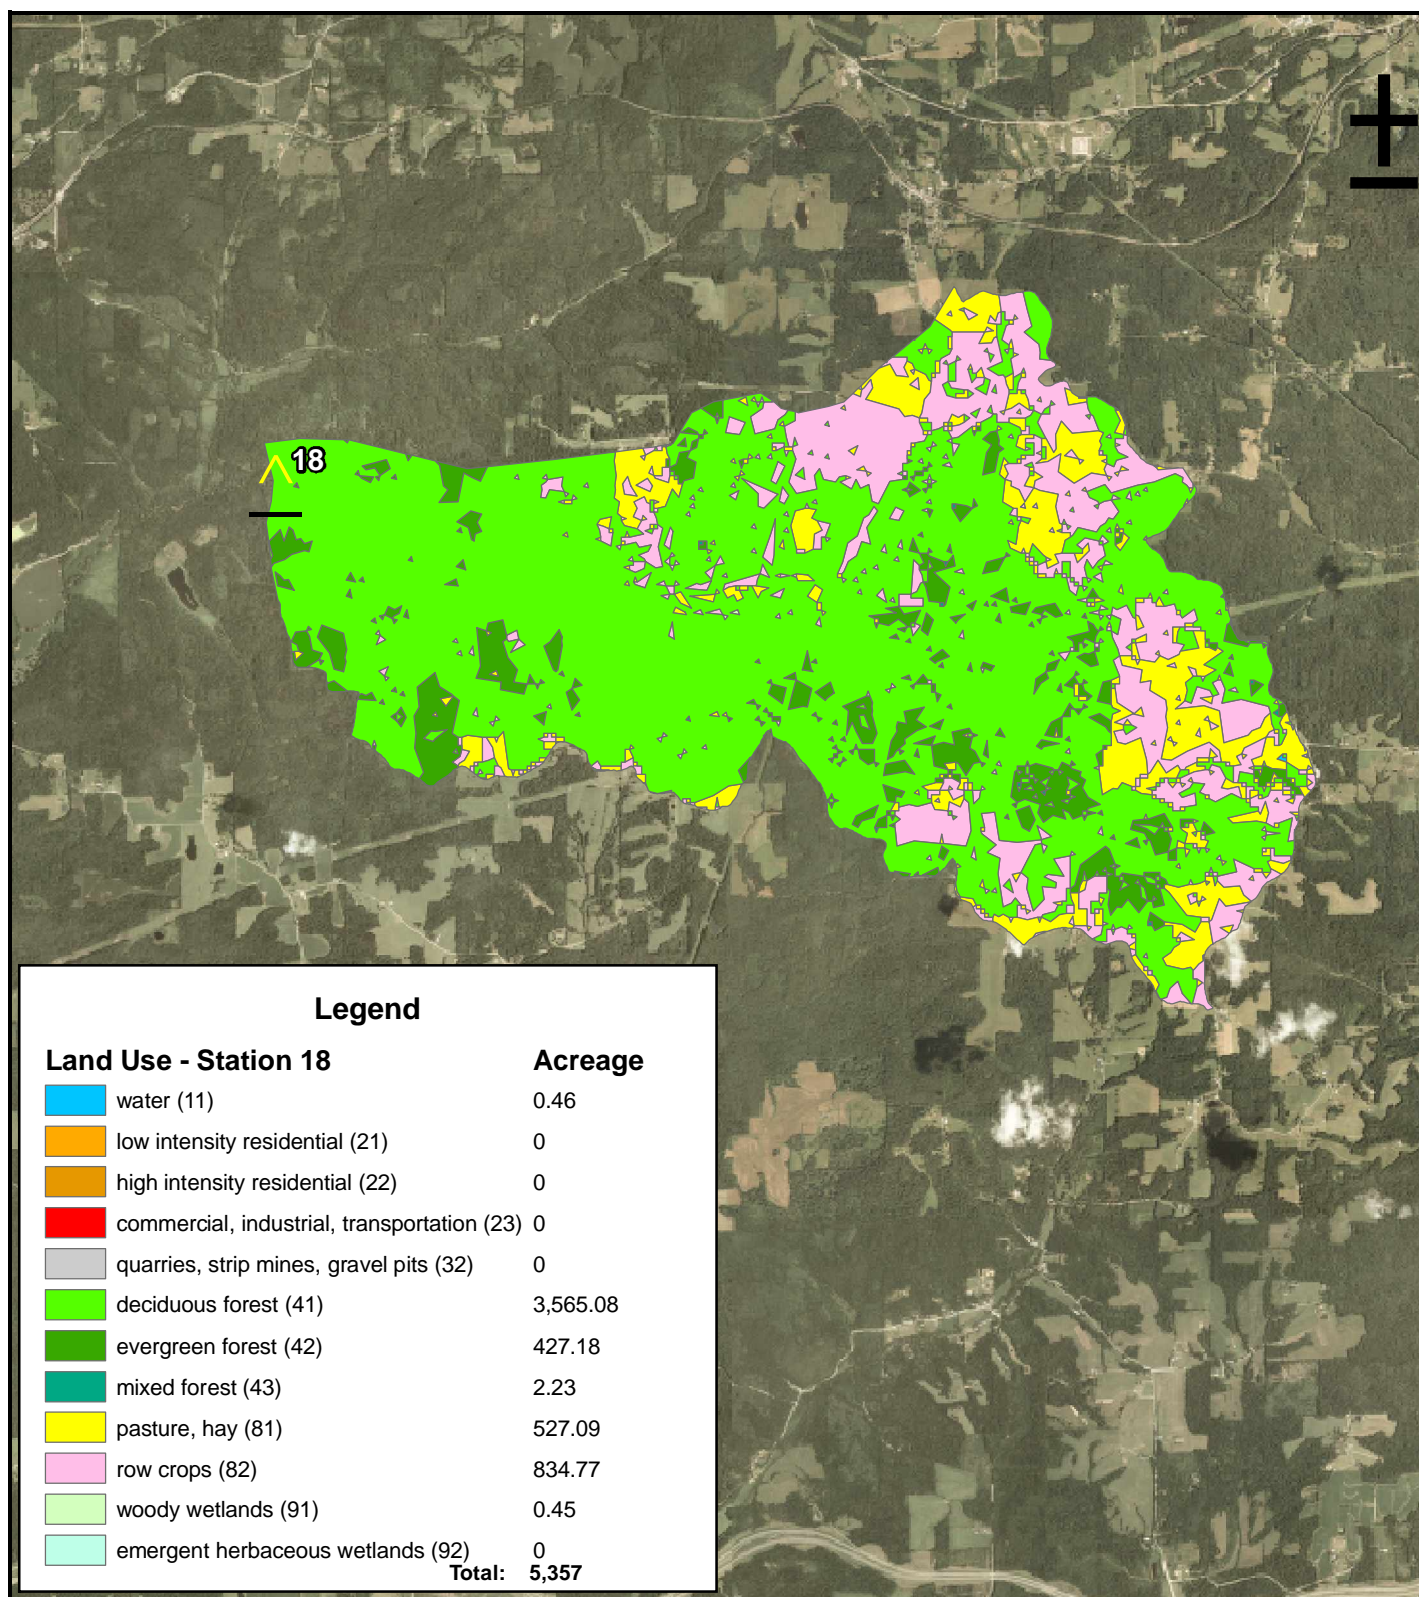 18
Legend
Land Use - Station 18 Acreage
water (11) 0.46
low intensity residential (21) 0
high intensity residential (22) 0
commercial, industrial, transportation (23) 0
quarries, strip mines, gravel pits (32) 0
deciduous forest (41) 3,565.08
evergreen forest (42) 427.18
mixed forest (43) 2.23
pasture, hay (81) 527.09
row crops (82) 834.77
woody wetlands (91) 0.45
emergent herbaceous wetlands (92) 0
Total: 5,357